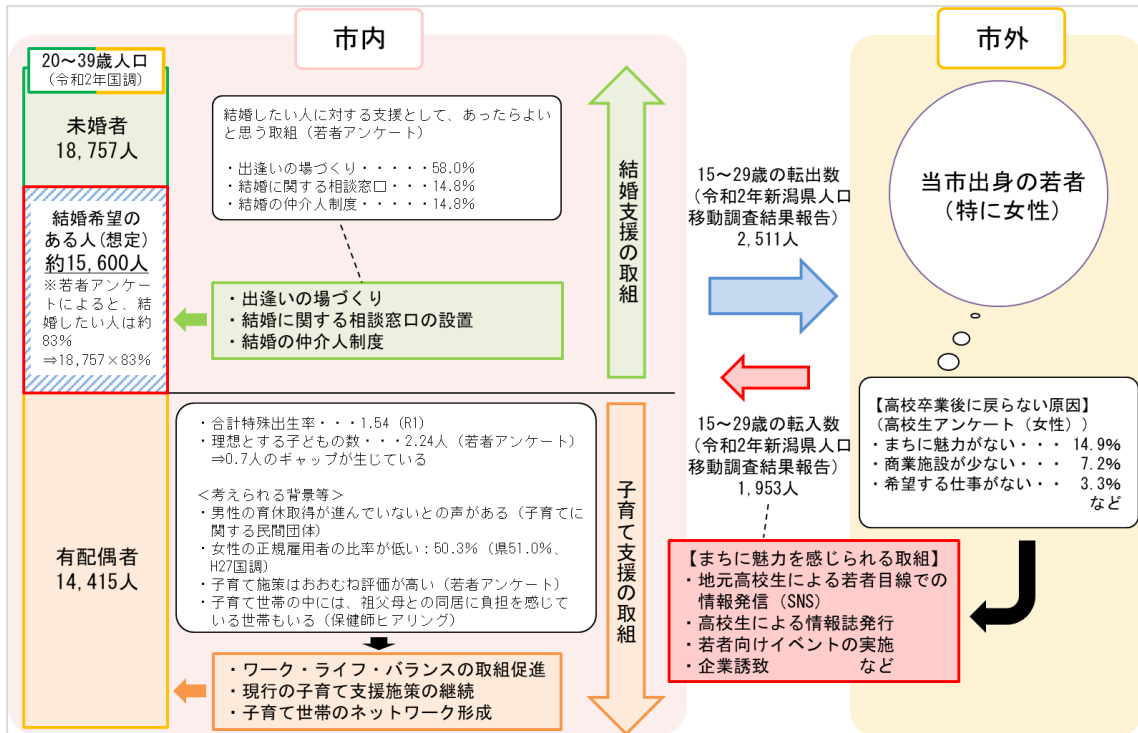 市内
市外
20～39歳人口
(令和2年国調)
未婚者
18,757人
結婚希望の
ある人(想定)
約15,600人
※若者アンケ
ートによると、結
婚したい人は約
83%
⇒18,757×83%
有配偶者
14,415人
結婚したい人に対する支援として、あったらよい
と思う取組（若者アンケート）
・出逢いの場づくり・・・・・58.0%
・結婚に関する相談窓口・・・14.8%
・結婚の仲介人制度・・・・・14.8%
・出逢いの場づくり
・結婚に関する相談窓口の設置
・結婚の仲介人制度
結婚支援の取組
・合計特殊出生率・・・1.54 (R1)
・理想とする子どもの数・・・2.24人（若者アンケート）
⇒0.7人のギャップが生じている
＜考えられる背景等＞
・男性の育休取得が進んでいないとの声がある（子育てに
関する民間団体）
・女性の正規雇用者の比率が低い：50.3%（県51.0%、
H27国調）
・子育て施策はおおむね評価が高い（若者アンケート）
・子育て世帯の中には、祖父母との同居に負担を感じて
いる世帯もいる（保健師ヒアリング）
・ワーク・ライフ・バランスの取組促進
・現行の子育て支援施策の継続
・子育て世帯のネットワーク形成
子育て支援の取組
15～29歳の転出数
(令和2年新潟県人口
移動調査結果報告)
2,511人
15～29歳の転入数
(令和2年新潟県人口
移動調査結果報告)
1,953人
当市出身の若者
（特に女性）
【高校卒業後に戻らない原因】
(高校生アンケート（女性）)
・まちに魅力がない・・・ 14.9%
・商業施設が少ない・・・ 7.2%
・希望する仕事がない・・ 3.3%
など
【まちに魅力を感じられる取組】
・地元高校生による若者目線での
情報発信（SNS）
・高校生による情報誌発行
・若者向けイベントの実施
・企業誘致 など